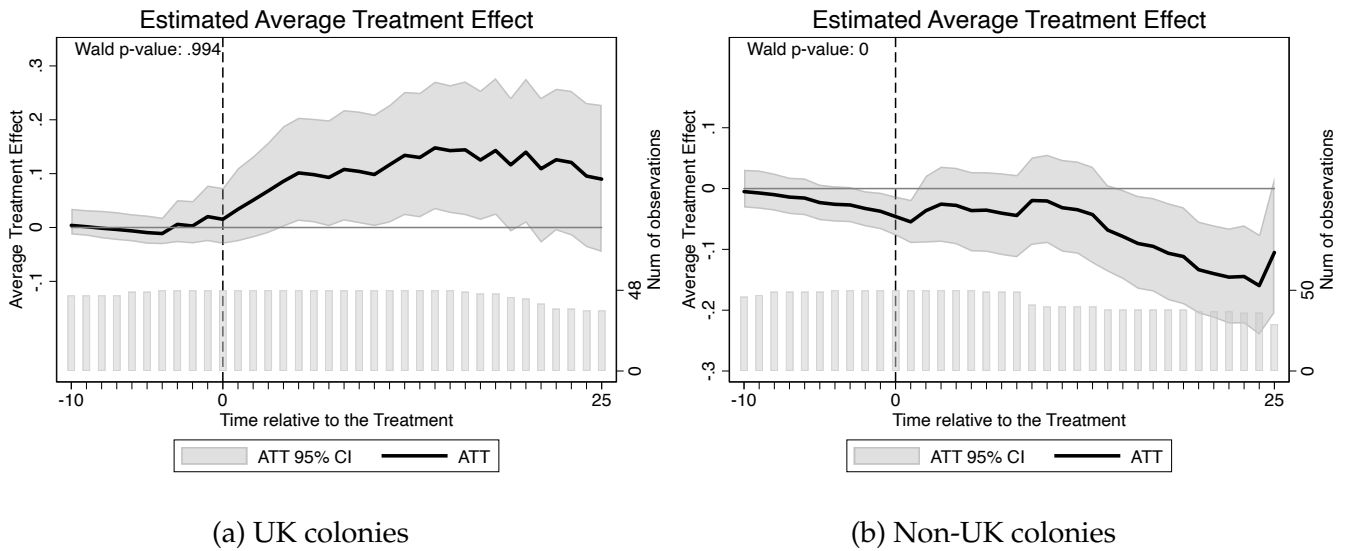 Estimated Average Treatment Effect
Wald p-value: .994
Average Treatment Effect
.3
.2
.1
0
-.1
Num of observations
48
0
-10
0
25
Time relative to the Treatment
ATT 95% CI
ATT
(a) UK colonies
Estimated Average Treatment Effect
Wald p-value: 0
Average Treatment Effect
.1
0
-.1
-.2
-.3
Num of observations
50
0
-10
0
25
Time relative to the Treatment
ATT 95% CI
ATT
(b) Non-UK colonies